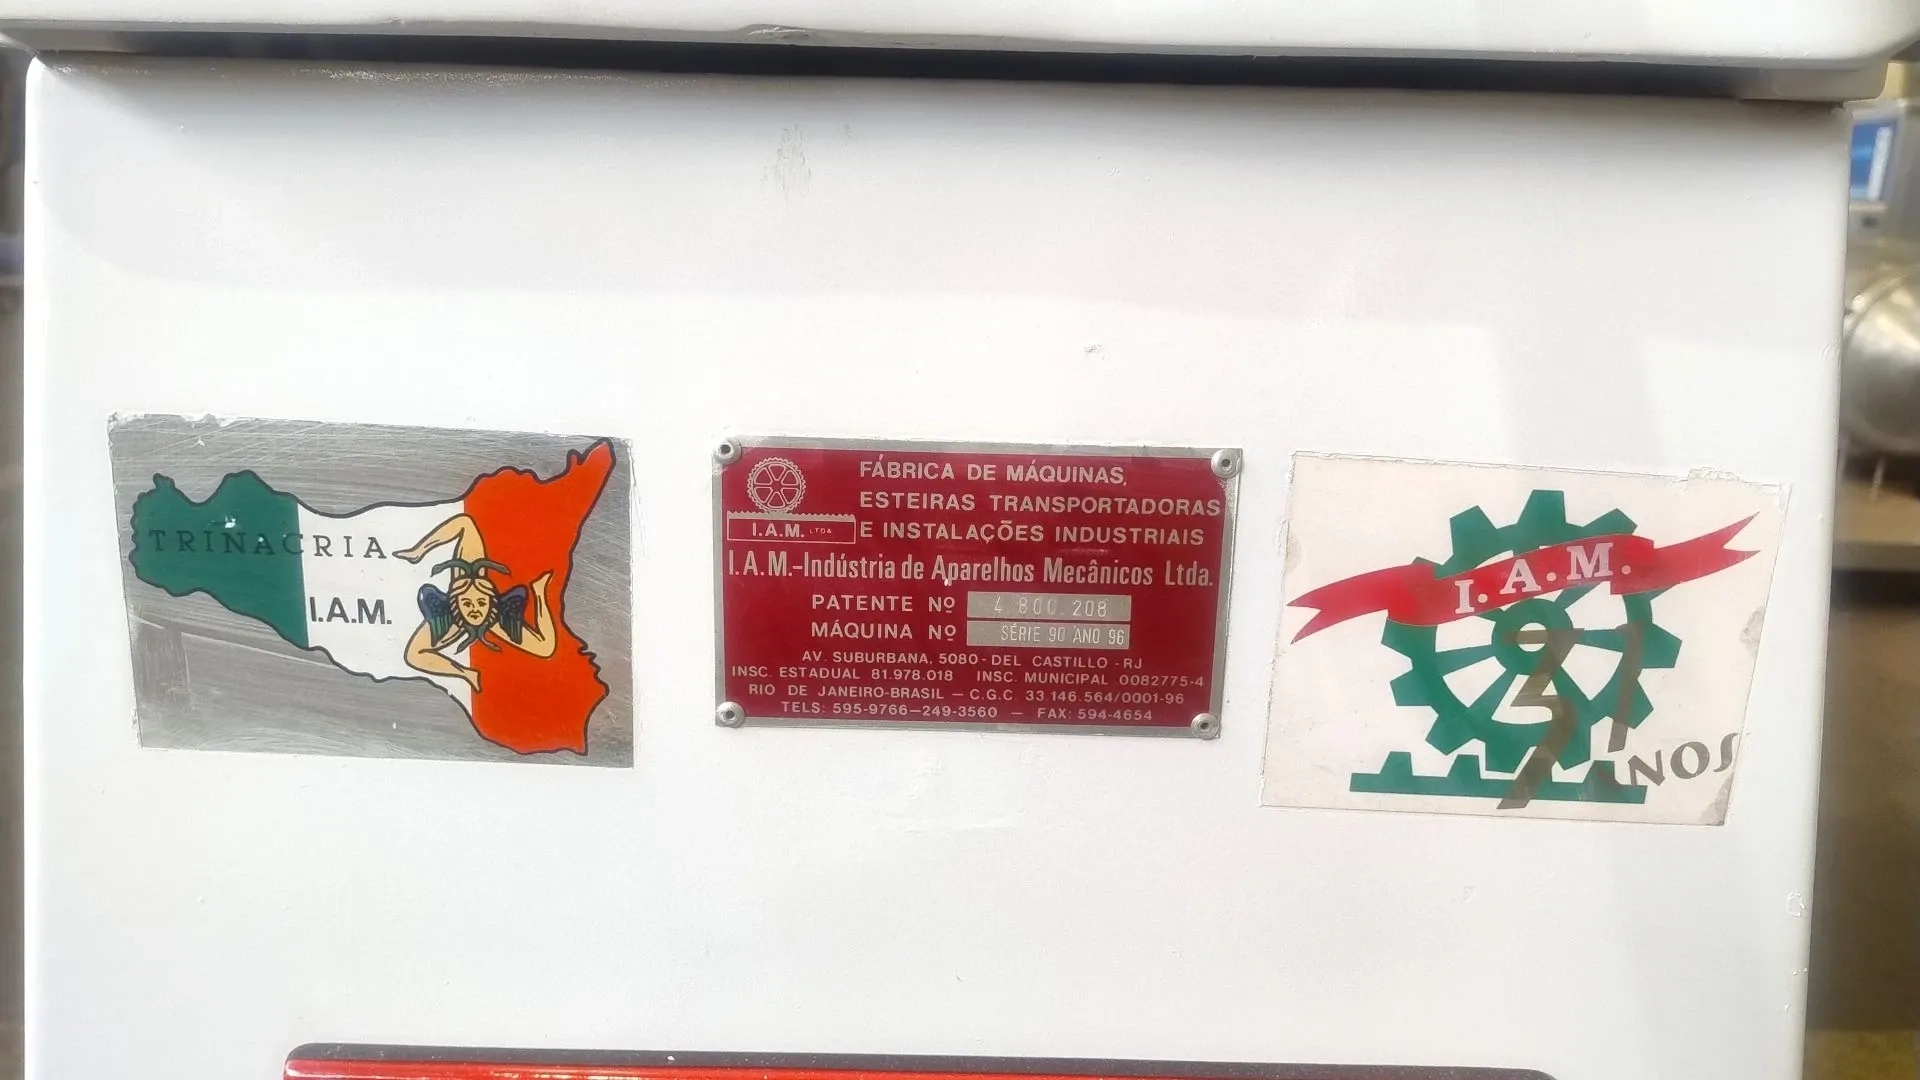 TRINACRIA
I.A.M.
FÁBRICA DE MÁQUINAS,
ESTEIRAS TRANSPORTADORAS
I.A.M. LTDA E INSTALAÇÕES INDUSTRIAIS
I.A.M.-Indústria de Aparelhos Mecânicos Ltda.
PATENTE Nº 4.800.208
MÁQUINA Nº SÉRIE 90 ANO 96
AV. SUBURBANA, 5080 - DEL CASTILLO - RJ
INSC. ESTADUAL 81.978.018 INSC. MUNICIPAL 0082775-4
RIO DE JANEIRO-BRASIL — C.G.C. 33.146.564/0001-96
TELS: 595-9766—249-3560 — FAX: 594-4654
I.A.M.
ANOS